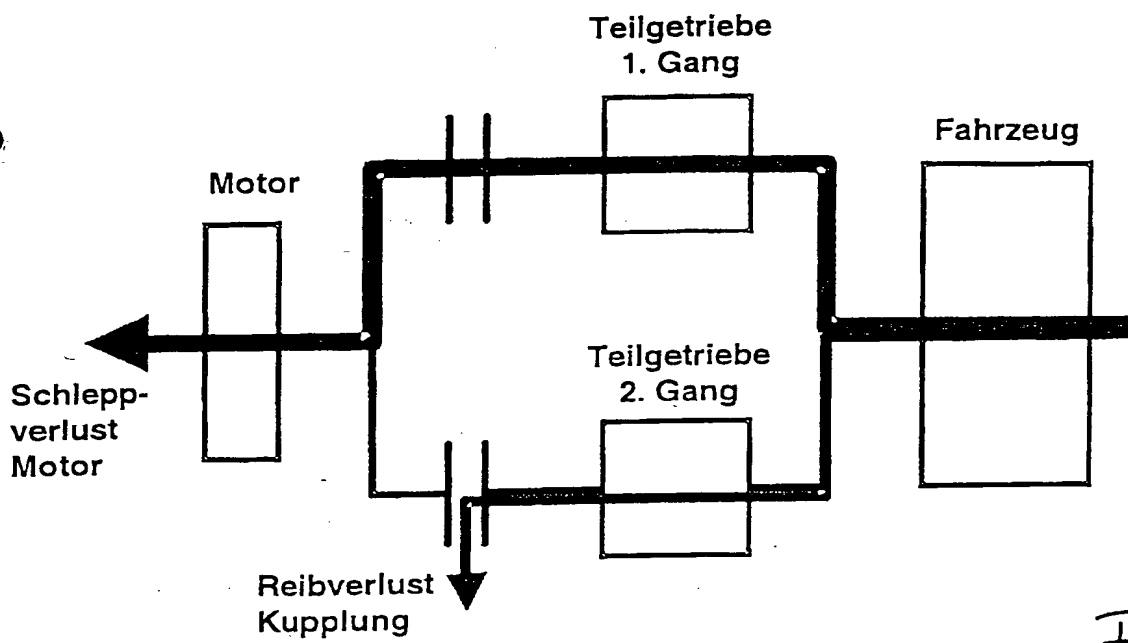 Teilgetriebe
1. Gang
Fahrzeug
Motor
Teilgetriebe
2. Gang
Schlepp-
verlust
Motor
Reibverlust
Kupplung